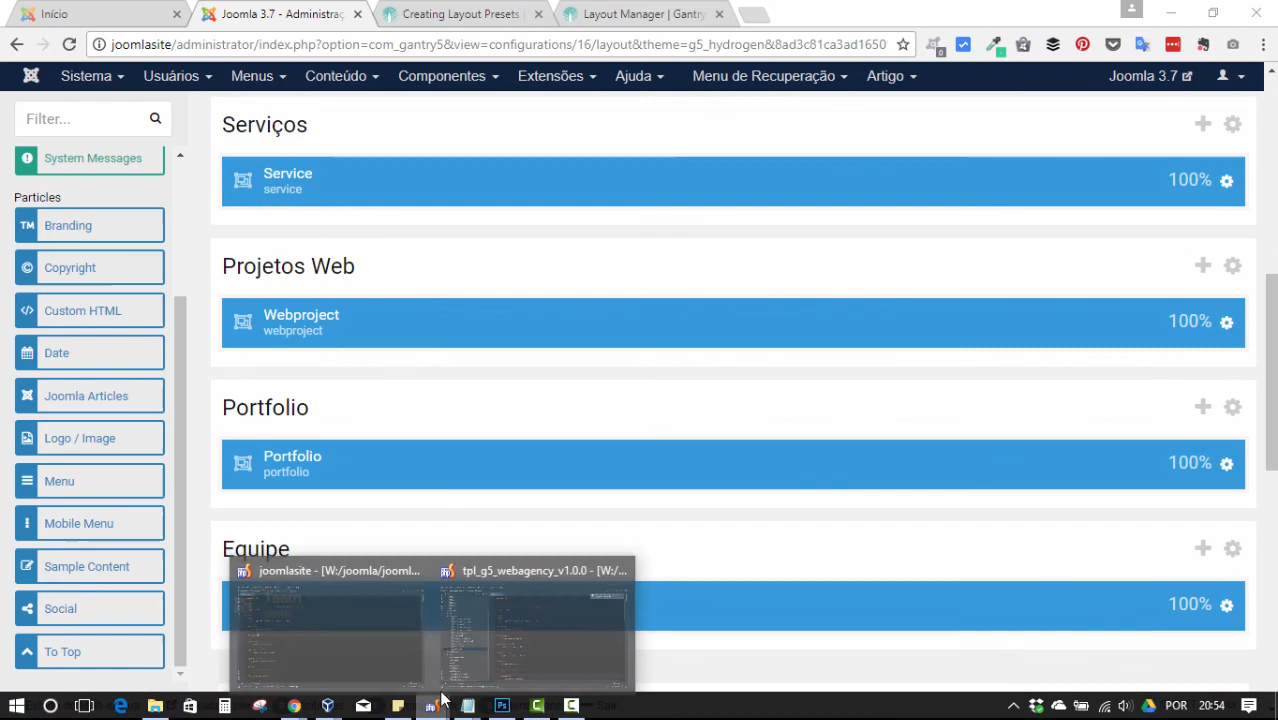 Início
Joomla 3.7 - Administraç
Creating Layout Presets |
Layout Manager | Gantry
joomlasite/administrator/index.php?option=com_gantry5&view=configurations/16/layout&theme=g5_hydrogen&8ad3c81ca3ad1650
0
Sistema
Usuários
Menus
Conteúdo
Componentes
Extensões
Ajuda
Menu de Recuperação
Artigo
Joomla 3.7
Filter...
System Messages
Particles
TM Branding
Copyright
Custom HTML
Date
Joomla Articles
Logo / Image
Menu
Mobile Menu
Sample Content
Social
To Top
Serviços
Service
service
100%
Projetos Web
Webproject
webproject
100%
Portfolio
Portfolio
portfolio
100%
Equipe
100%
joomlasite - [W:/joomla/jooml...
tpl_g5_webagency_v1.0.0 - [W:/...
Team
Sair
POR
20:54